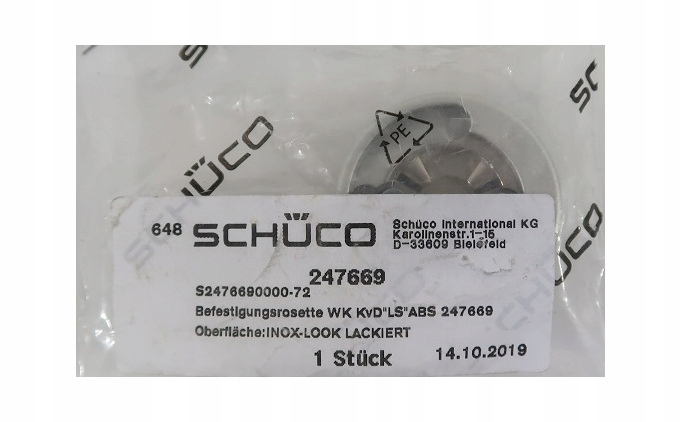 SCHÜCO
SC
PE
SCHÜCO
648 SCHÜCO
Schüco International KG
Karolinenstr.1-15
D-33609 Bielefeld
247669
S2476690000-72
Befestigungsrosette WK KvD"LS"ABS 247669
Oberfläche:INOX-LOOK LACKIERT
1 Stück 14.10.2019